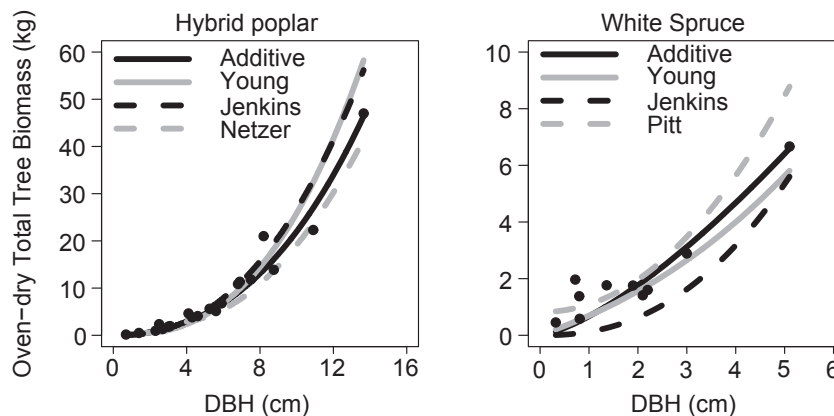 Hybrid poplar
Oven−dry Total Tree Biomass (kg)
60
50
40
30
20
10
0
Additive
Young
Jenkins
Netzer
0 4 8 12 16
DBH (cm)
White Spruce
10
8
6
4
2
0
Additive
Young
Jenkins
Pitt
0 1 2 3 4 5 6
DBH (cm)